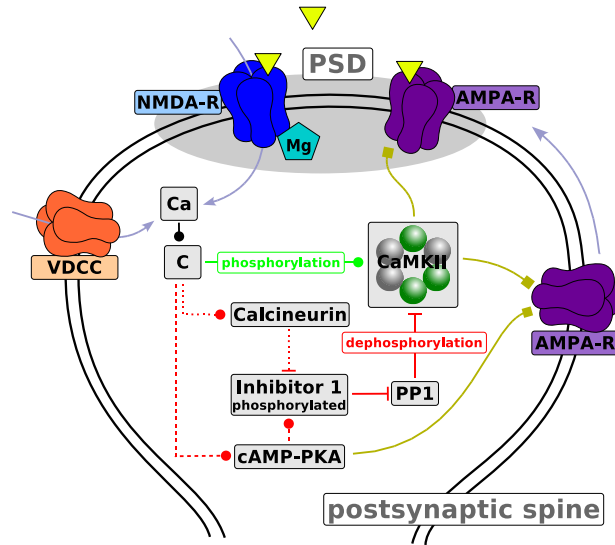 PSD
NMDA-R
AMPA-R
Mg
Ca
VDCC
C
phosphorylation
CaMKII
Calcineurin
dephosphorylation
AMPA-R
Inhibitor 1
phosphorylated
PP1
cAMP-PKA
postsynaptic spine